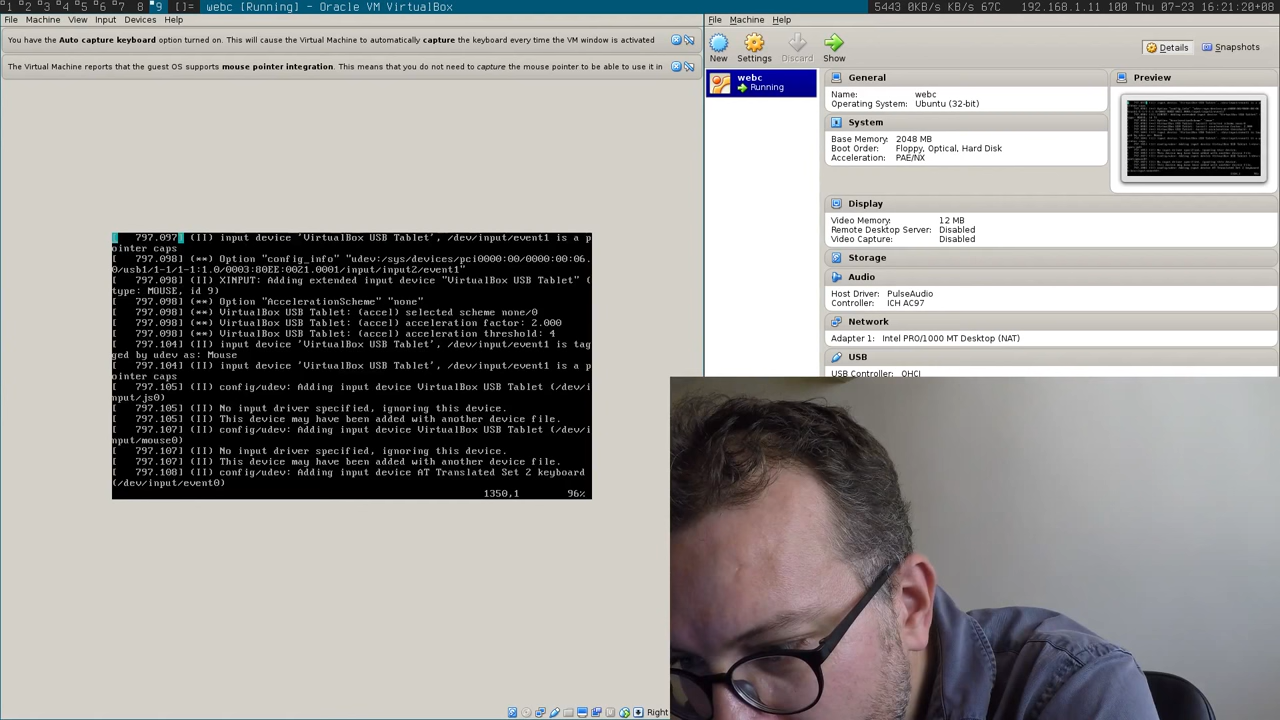 1 2 3 4 5 6 7 8 9 webc [Running] - Oracle VM VirtualBox 5443 0KB/s KB/s 67C 192.168.1.11 100 Thu 07-23 16:21:20+08
File Machine View Input Devices Help
You have the Auto capture keyboard option turned on. This will cause the Virtual Machine to automatically capture the keyboard every time the VM window is activated
The Virtual Machine reports that the guest OS supports mouse pointer integration. This means that you do not need to capture the mouse pointer to be able to use it in
[ 797.097] (II) input device 'VirtualBox USB Tablet', /dev/input/event1 is a p
ointer caps
[ 797.098] (**) Option "config_info" "udev:/sys/devices/pci0000:00/0000:00:06.
0/usb1/1-1/1-1:1.0/0003:80EE:0021.0001/input/input2/event1"
[ 797.098] (II) XINPUT: Adding extended input device "VirtualBox USB Tablet" (
type: MOUSE, id 9)
[ 797.098] (**) Option "AccelerationScheme" "none"
[ 797.098] (**) VirtualBox USB Tablet: (accel) selected scheme none/0
[ 797.098] (**) VirtualBox USB Tablet: (accel) acceleration factor: 2.000
[ 797.098] (**) VirtualBox USB Tablet: (accel) acceleration threshold: 4
[ 797.104] (II) input device 'VirtualBox USB Tablet', /dev/input/event1 is tag
ged by udev as: Mouse
[ 797.104] (II) input device 'VirtualBox USB Tablet', /dev/input/event1 is a p
ointer caps
[ 797.105] (II) config/udev: Adding input device VirtualBox USB Tablet (/dev/i
nput/js0)
[ 797.105] (II) No input driver specified, ignoring this device.
[ 797.105] (II) This device may have been added with another device file.
[ 797.107] (II) config/udev: Adding input device VirtualBox USB Tablet (/dev/i
nput/mouse0)
[ 797.107] (II) No input driver specified, ignoring this device.
[ 797.107] (II) This device may have been added with another device file.
[ 797.108] (II) config/udev: Adding input device AT Translated Set 2 keyboard
(/dev/input/event0)
1350,1 96%
Right
File Machine Help
New Settings Discard Show
Details Snapshots
webc
Running
General
Name: webc
Operating System: Ubuntu (32-bit)
System
Base Memory: 2048 MB
Boot Order: Floppy, Optical, Hard Disk
Acceleration: PAE/NX
Preview
Display
Video Memory: 12 MB
Remote Desktop Server: Disabled
Video Capture: Disabled
Storage
Audio
Host Driver: PulseAudio
Controller: ICH AC97
Network
Adapter 1: Intel PRO/1000 MT Desktop (NAT)
USB
USB Controller: OHCI